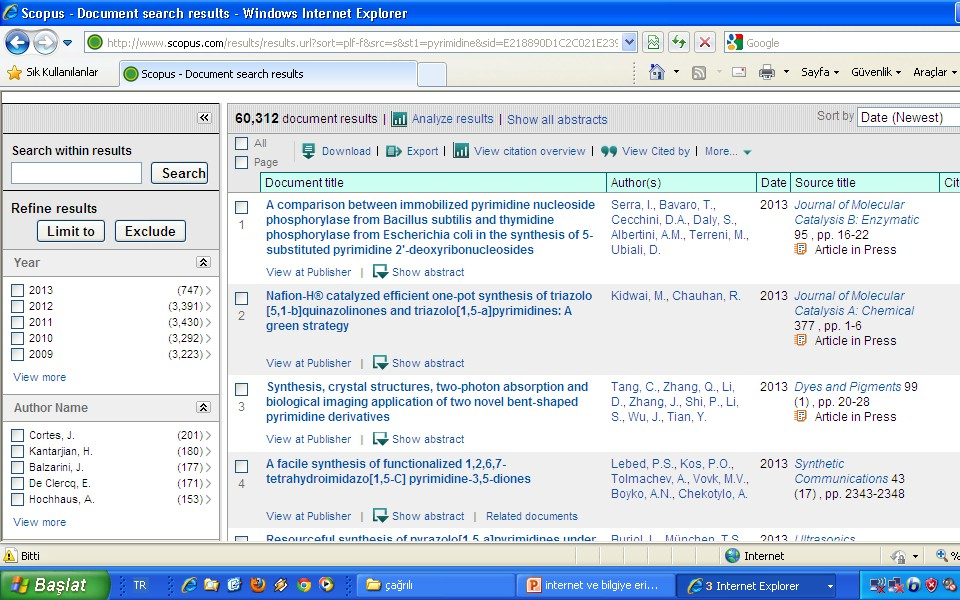 Scopus - Document search results - Windows Internet Explorer
http://www.scopus.com/results/results.url?sort=plf-f&src=s&st1=pyrimidine&sid=E218890D1C2C021E239
Google
Sık Kullanılanlar
Scopus - Document search results
Sayfa
Güvenlik
Araçlar
60,312 document results | Analyze results | Show all abstracts
Sort by Date (Newest)
All
Page
Download | Export | View citation overview | View Cited by | More...
Search within results
Search
Refine results
Limit to
Exclude
Year
2013 (747)
2012 (3,391)
2011 (3,430)
2010 (3,292)
2009 (3,223)
View more
Author Name
Cortes, J. (201)
Kantarjian, H. (180)
Balzarini, J. (177)
De Clercq, E. (171)
Hochhaus, A. (153)
View more
Document title
Author(s)
Date
Source title
Cit
1
A comparison between immobilized pyrimidine nucleoside
phosphorylase from Bacillus subtilis and thymidine
phosphorylase from Escherichia coli in the synthesis of 5-
substituted pyrimidine 2'-deoxyribonucleosides
View at Publisher | Show abstract
Serra, I., Bavaro, T.,
Cecchini, D.A., Daly, S.,
Albertini, A.M., Terreni, M.,
Ubiali, D.
2013
Journal of Molecular
Catalysis B: Enzymatic
95 , pp. 16-22
Article in Press
2
Nafion-H® catalyzed efficient one-pot synthesis of triazolo
[5,1-b]quinazolinones and triazolo[1,5-a]pyrimidines: A
green strategy
View at Publisher | Show abstract
Kidwai, M., Chauhan, R.
2013
Journal of Molecular
Catalysis A: Chemical
377 , pp. 1-6
Article in Press
3
Synthesis, crystal structures, two-photon absorption and
biological imaging application of two novel bent-shaped
pyrimidine derivatives
View at Publisher | Show abstract
Tang, C., Zhang, Q., Li,
D., Zhang, J., Shi, P., Li,
S., Wu, J., Tian, Y.
2013
Dyes and Pigments 99
(1) , pp. 20-28
Article in Press
4
A facile synthesis of functionalized 1,2,6,7-
tetrahydroimidazo[1,5-C] pyrimidine-3,5-diones
View at Publisher | Show abstract | Related documents
Lebed, P.S., Kos, P.O.,
Tolmachev, A., Vovk, M.V.,
Boyko, A.N., Chekotylo, A.
2013
Synthetic
Communications 43
(17) , pp. 2343-2348
Resourceful synthesis of pyrazolo[1,5-a]pyrimidines under
Buriol, L., München, T.S.
2013
Ultrasonics
Bitti
Internet
%
Başlat
TR
çağrılı
internet ve bilgiye eri...
3 Internet Explorer